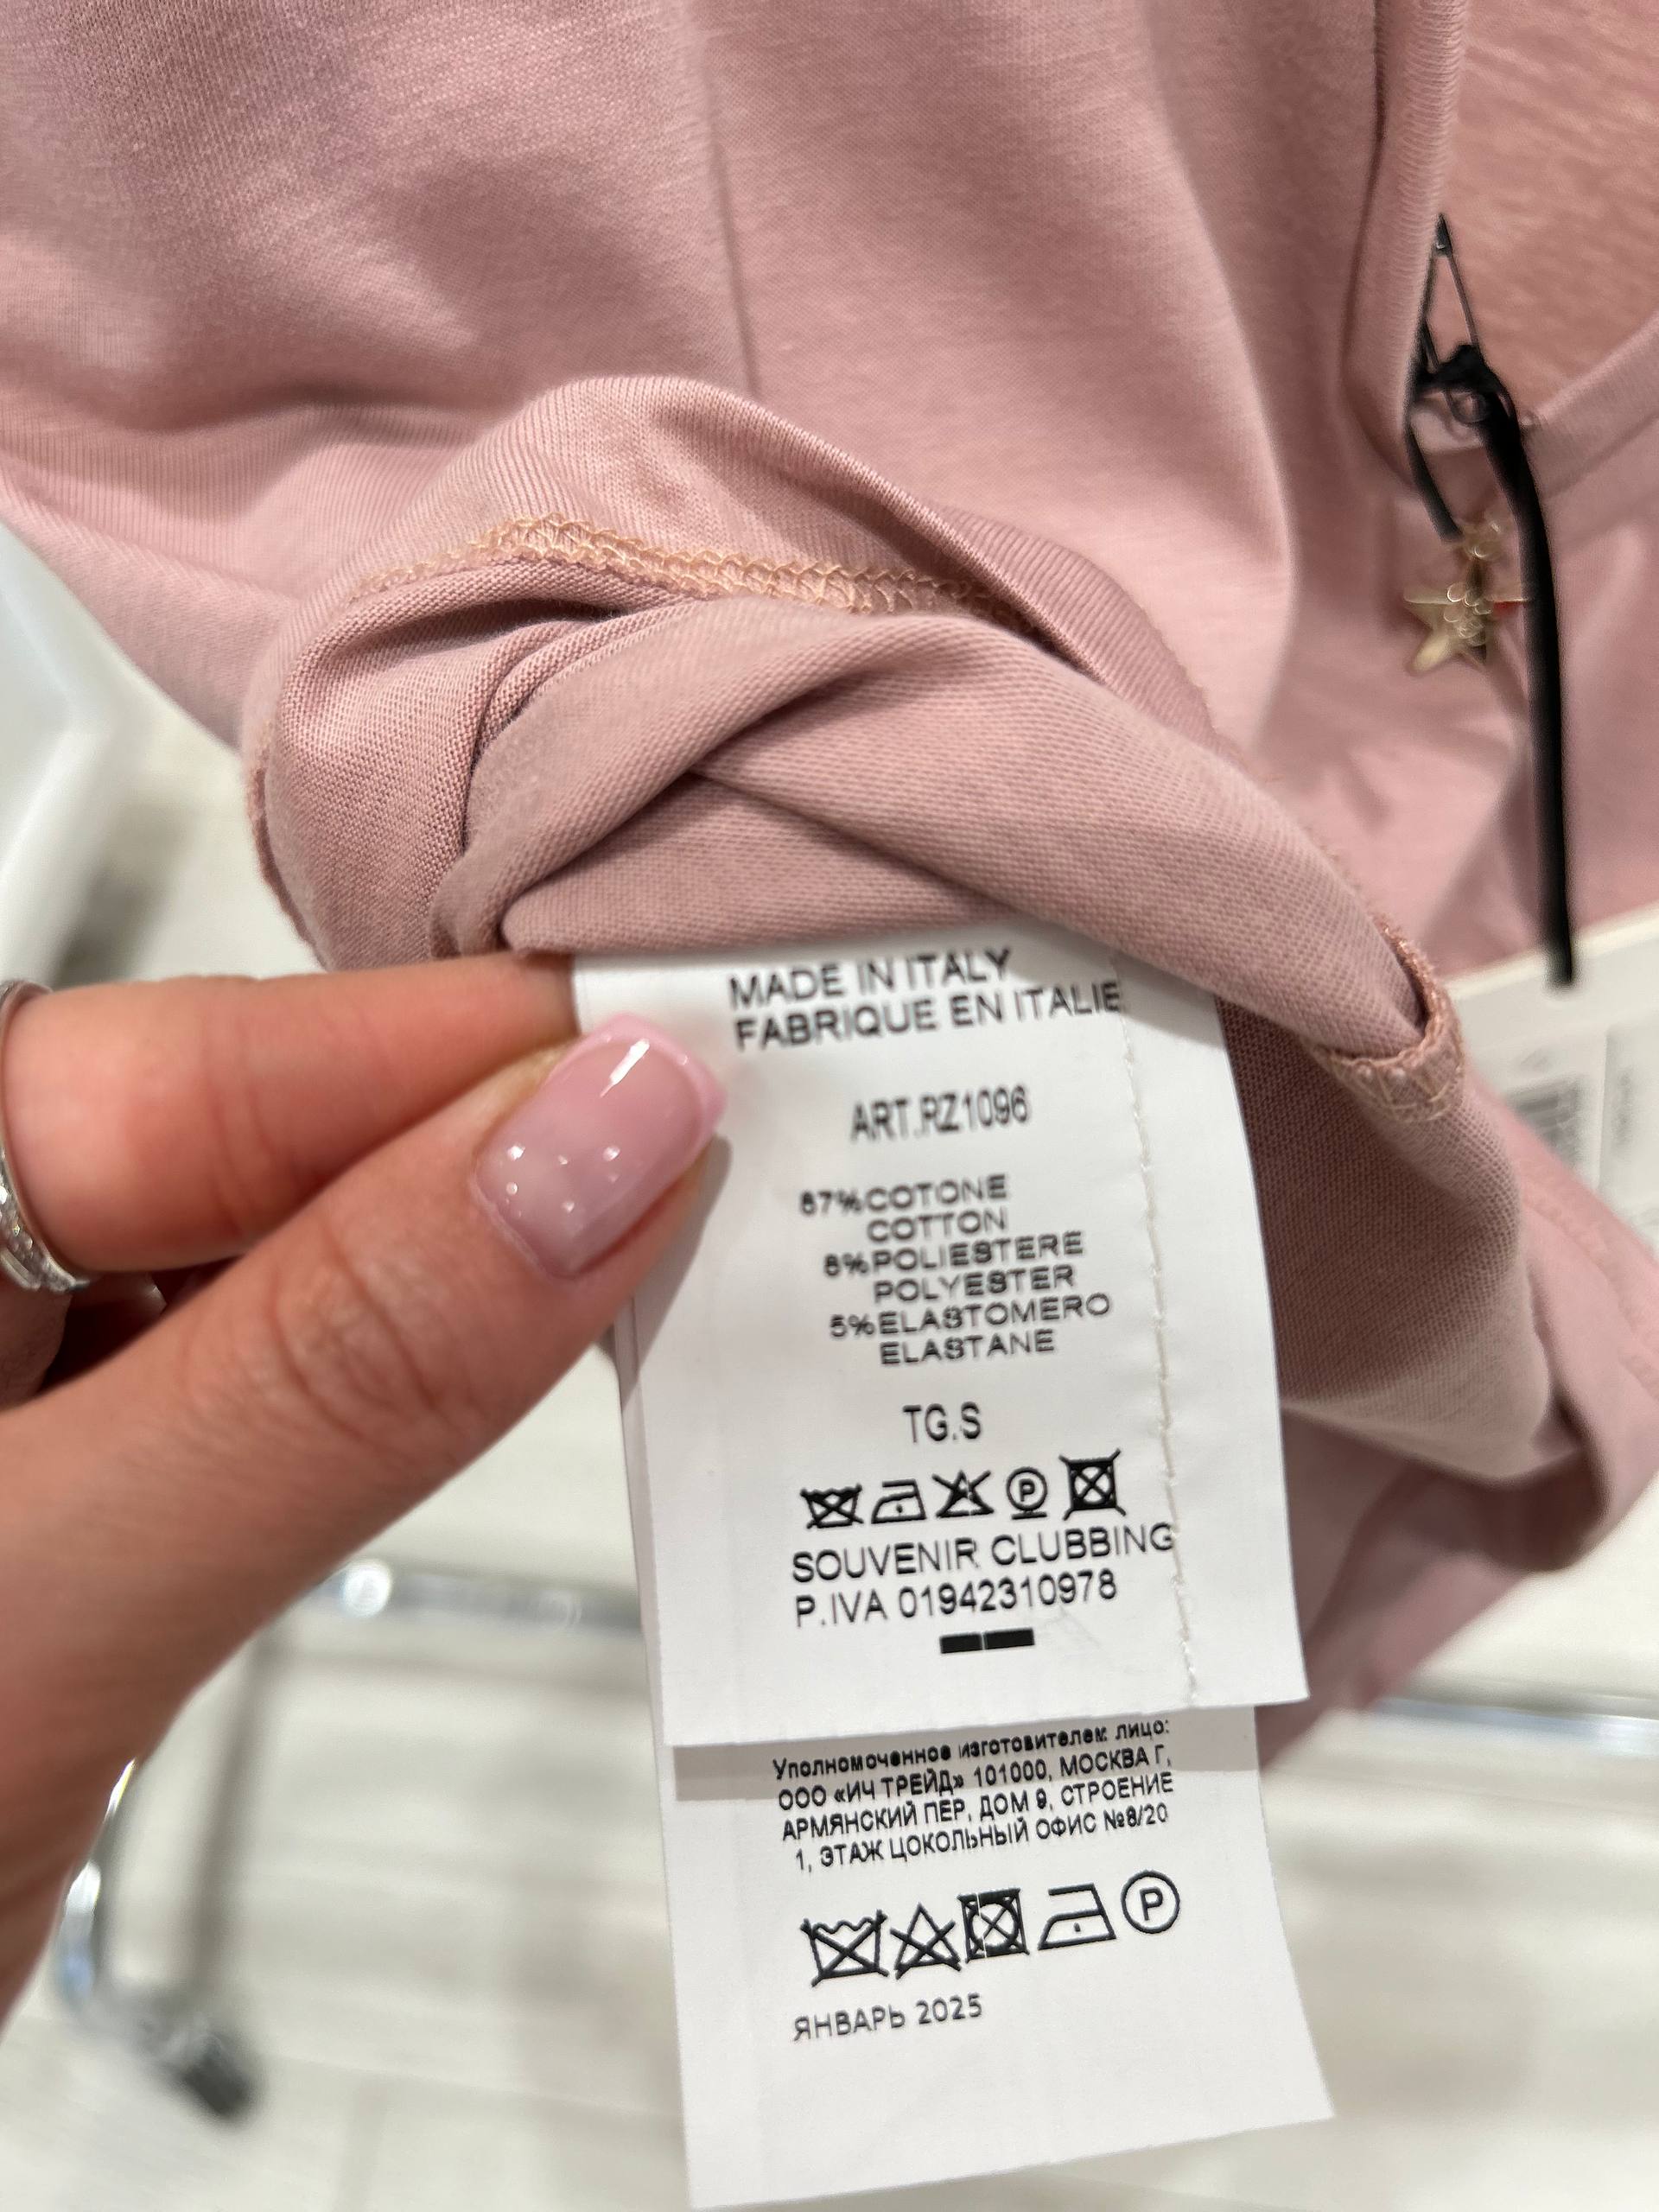 MADE IN ITALY
FABRIQUE EN ITALIE
ART.RZ1096
87%COTONE
COTTON
8%POLIESTERE
POLYESTER
5%ELASTOMERO
ELASTANE
TG.S
P
SOUVENIR CLUBBING
P.IVA 01942310978
Уполномоченное изготовителем лицо:
ООО «ИЧ ТРЕЙД» 101000, МОСКВА Г,
АРМЯНСКИЙ ПЕР, ДОМ 9, СТРОЕНИЕ
1, ЭТАЖ ЦОКОЛЬНЫЙ ОФИС №8/20
P
ЯНВАРЬ 2025